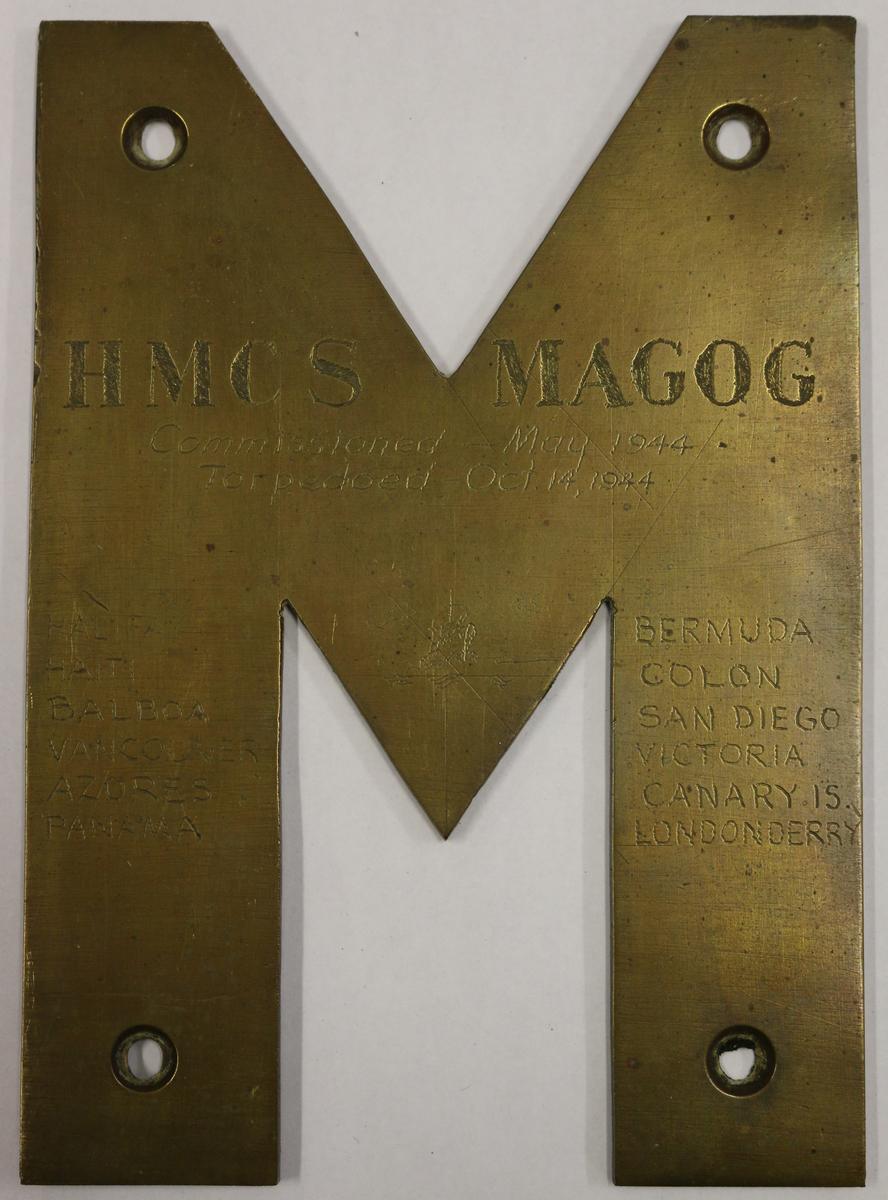 HMCS MAGOG
Commissioned - May 1944
Torpedoed - Oct. 14, 1944
HALIFAX
HAITI
BALBOA
VANCOUVER
AZORES
PANAMA
BERMUDA
COLON
SAN DIEGO
VICTORIA
CANARY IS.
LONDONDERRY